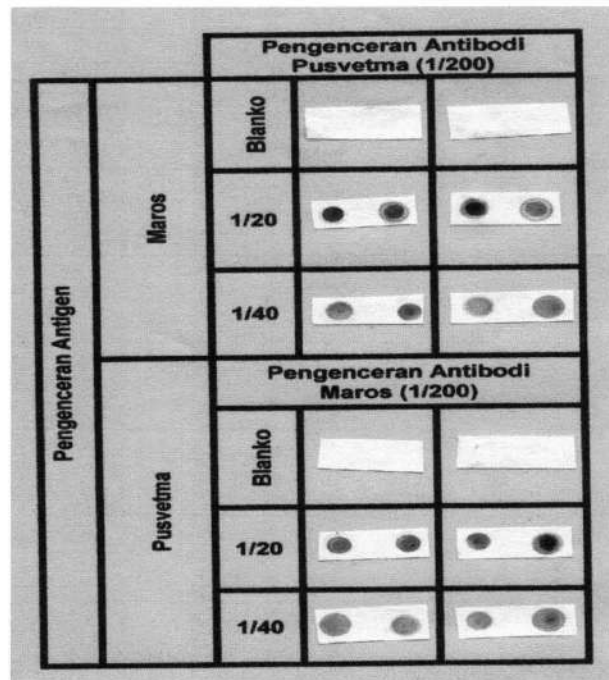 Pengenceran Antibodi
Pusvetma (1/200)
Pengenceran Antigen
Maros
Blanko
1/20
1/40
Pengenceran Antibodi
Maros (1/200)
Pusvetma
Blanko
1/20
1/40